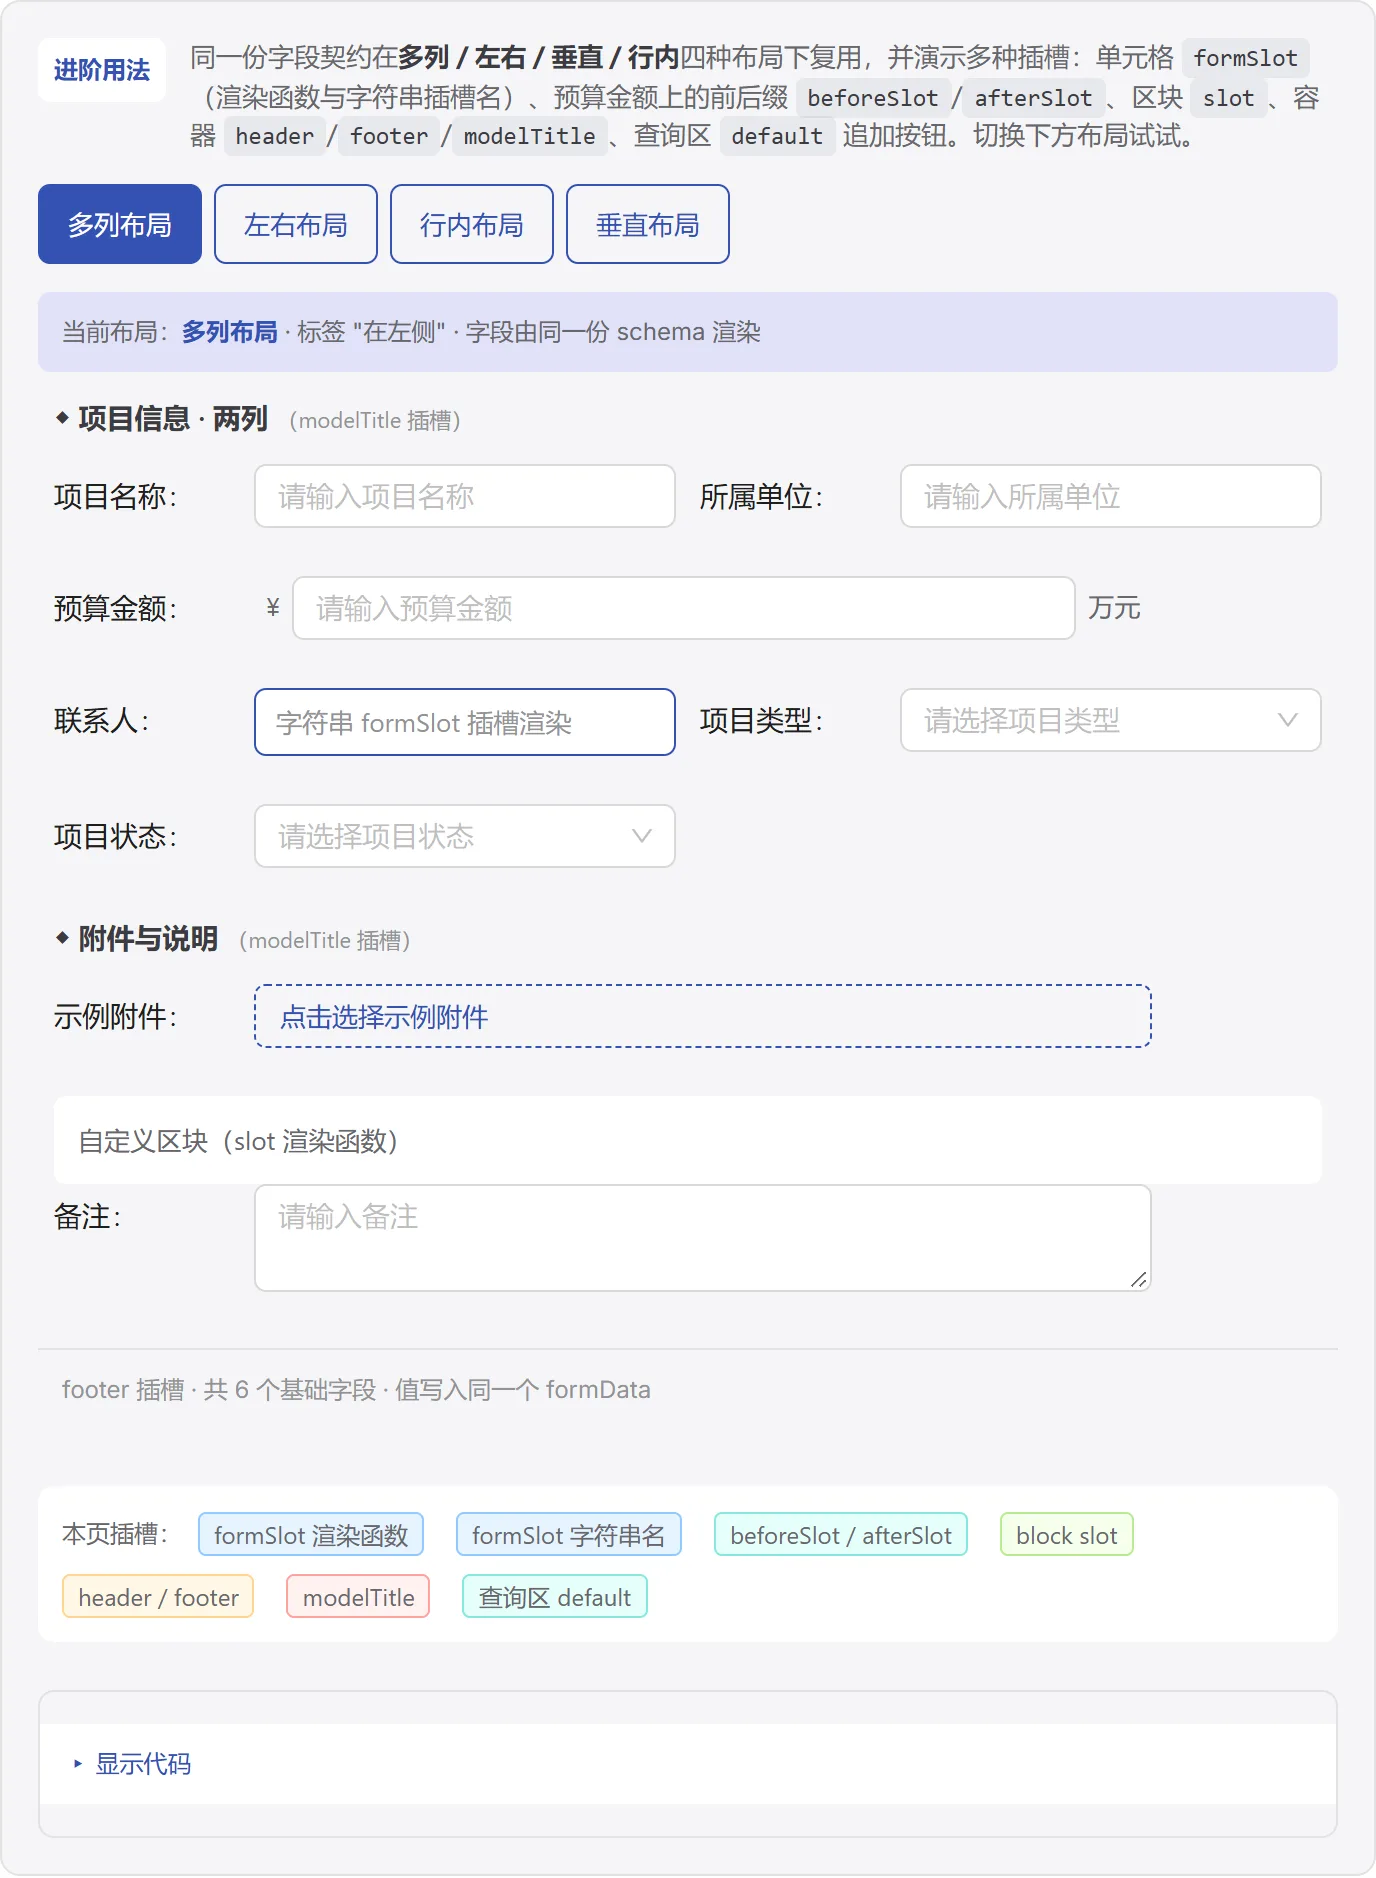 进阶用法
同一份字段契约在多列 / 左右 / 垂直 / 行内四种布局下复用，并演示多种插槽：单元格 formSlot
（渲染函数与字符串插槽名）、预算金额上的前后缀 beforeSlot / afterSlot 、区块 slot 、容
器 header / footer / modelTitle 、查询区 default 追加按钮。切换下方布局试试。
多列布局 左右布局 行内布局 垂直布局
当前布局：多列布局 · 标签 "在左侧" · 字段由同一份 schema 渲染
◆ 项目信息 · 两列 （modelTitle 插槽）
项目名称： 请输入项目名称 所属单位： 请输入所属单位
预算金额： ¥ 请输入预算金额 万元
联系人： 字符串 formSlot 插槽渲染 项目类型： 请选择项目类型
项目状态： 请选择项目状态
◆ 附件与说明 （modelTitle 插槽）
示例附件： 点击选择示例附件
自定义区块（slot 渲染函数）
备注： 请输入备注
footer 插槽 · 共 6 个基础字段 · 值写入同一个 formData
本页插槽： formSlot 渲染函数 formSlot 字符串名 beforeSlot / afterSlot block slot
header / footer modelTitle 查询区 default
▸ 显示代码